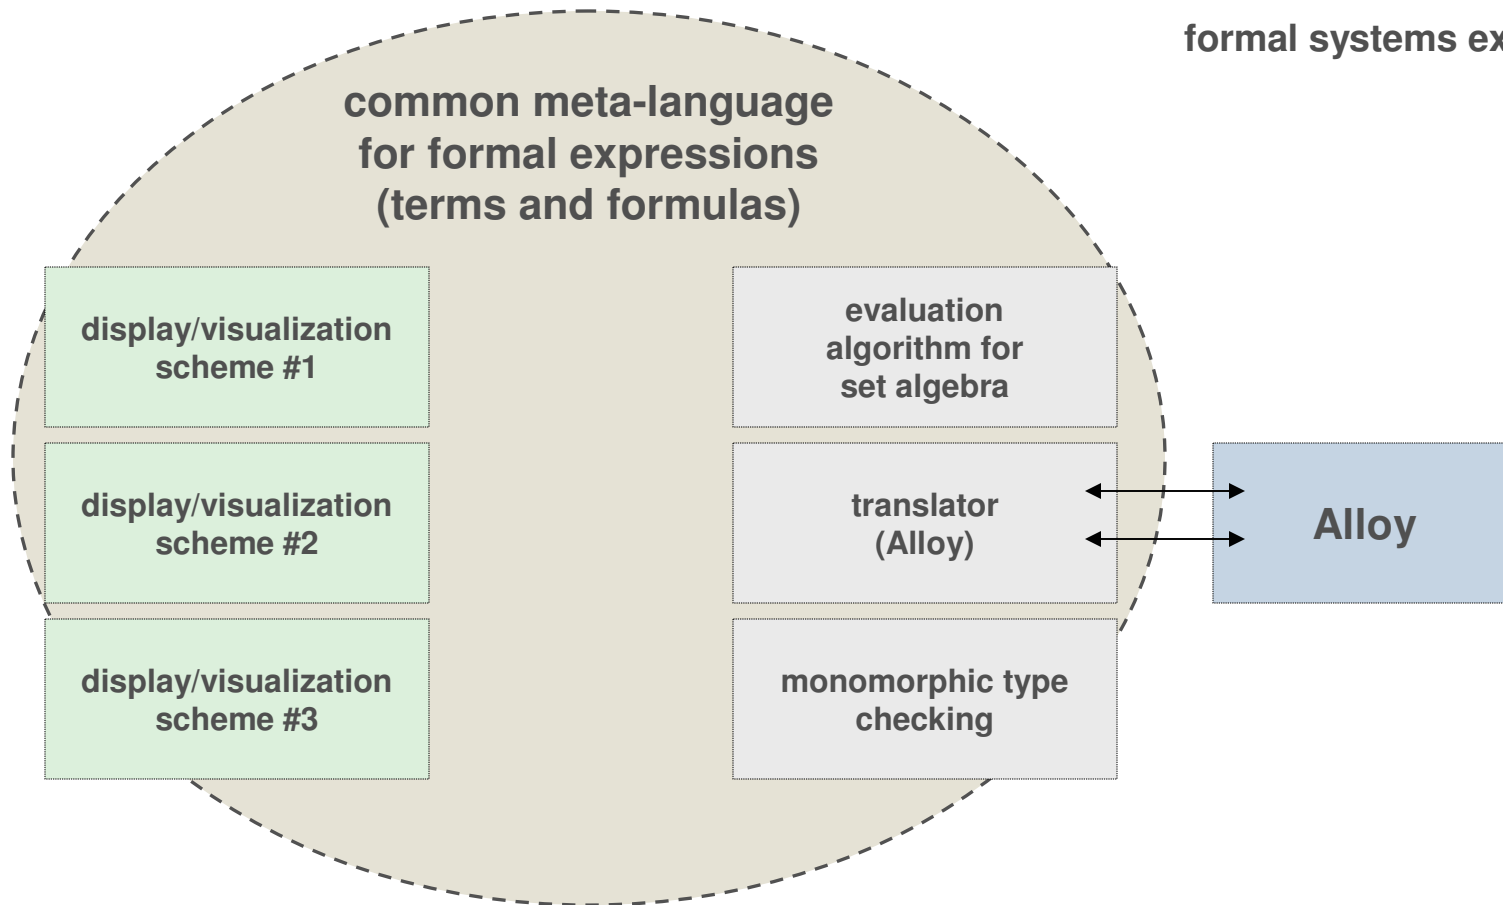 formal systems ex
common meta-language
for formal expressions
(terms and formulas)
display/visualization
scheme #1
evaluation
algorithm for
set algebra
display/visualization
scheme #2
translator
(Alloy)
Alloy
display/visualization
scheme #3
monomorphic type
checking